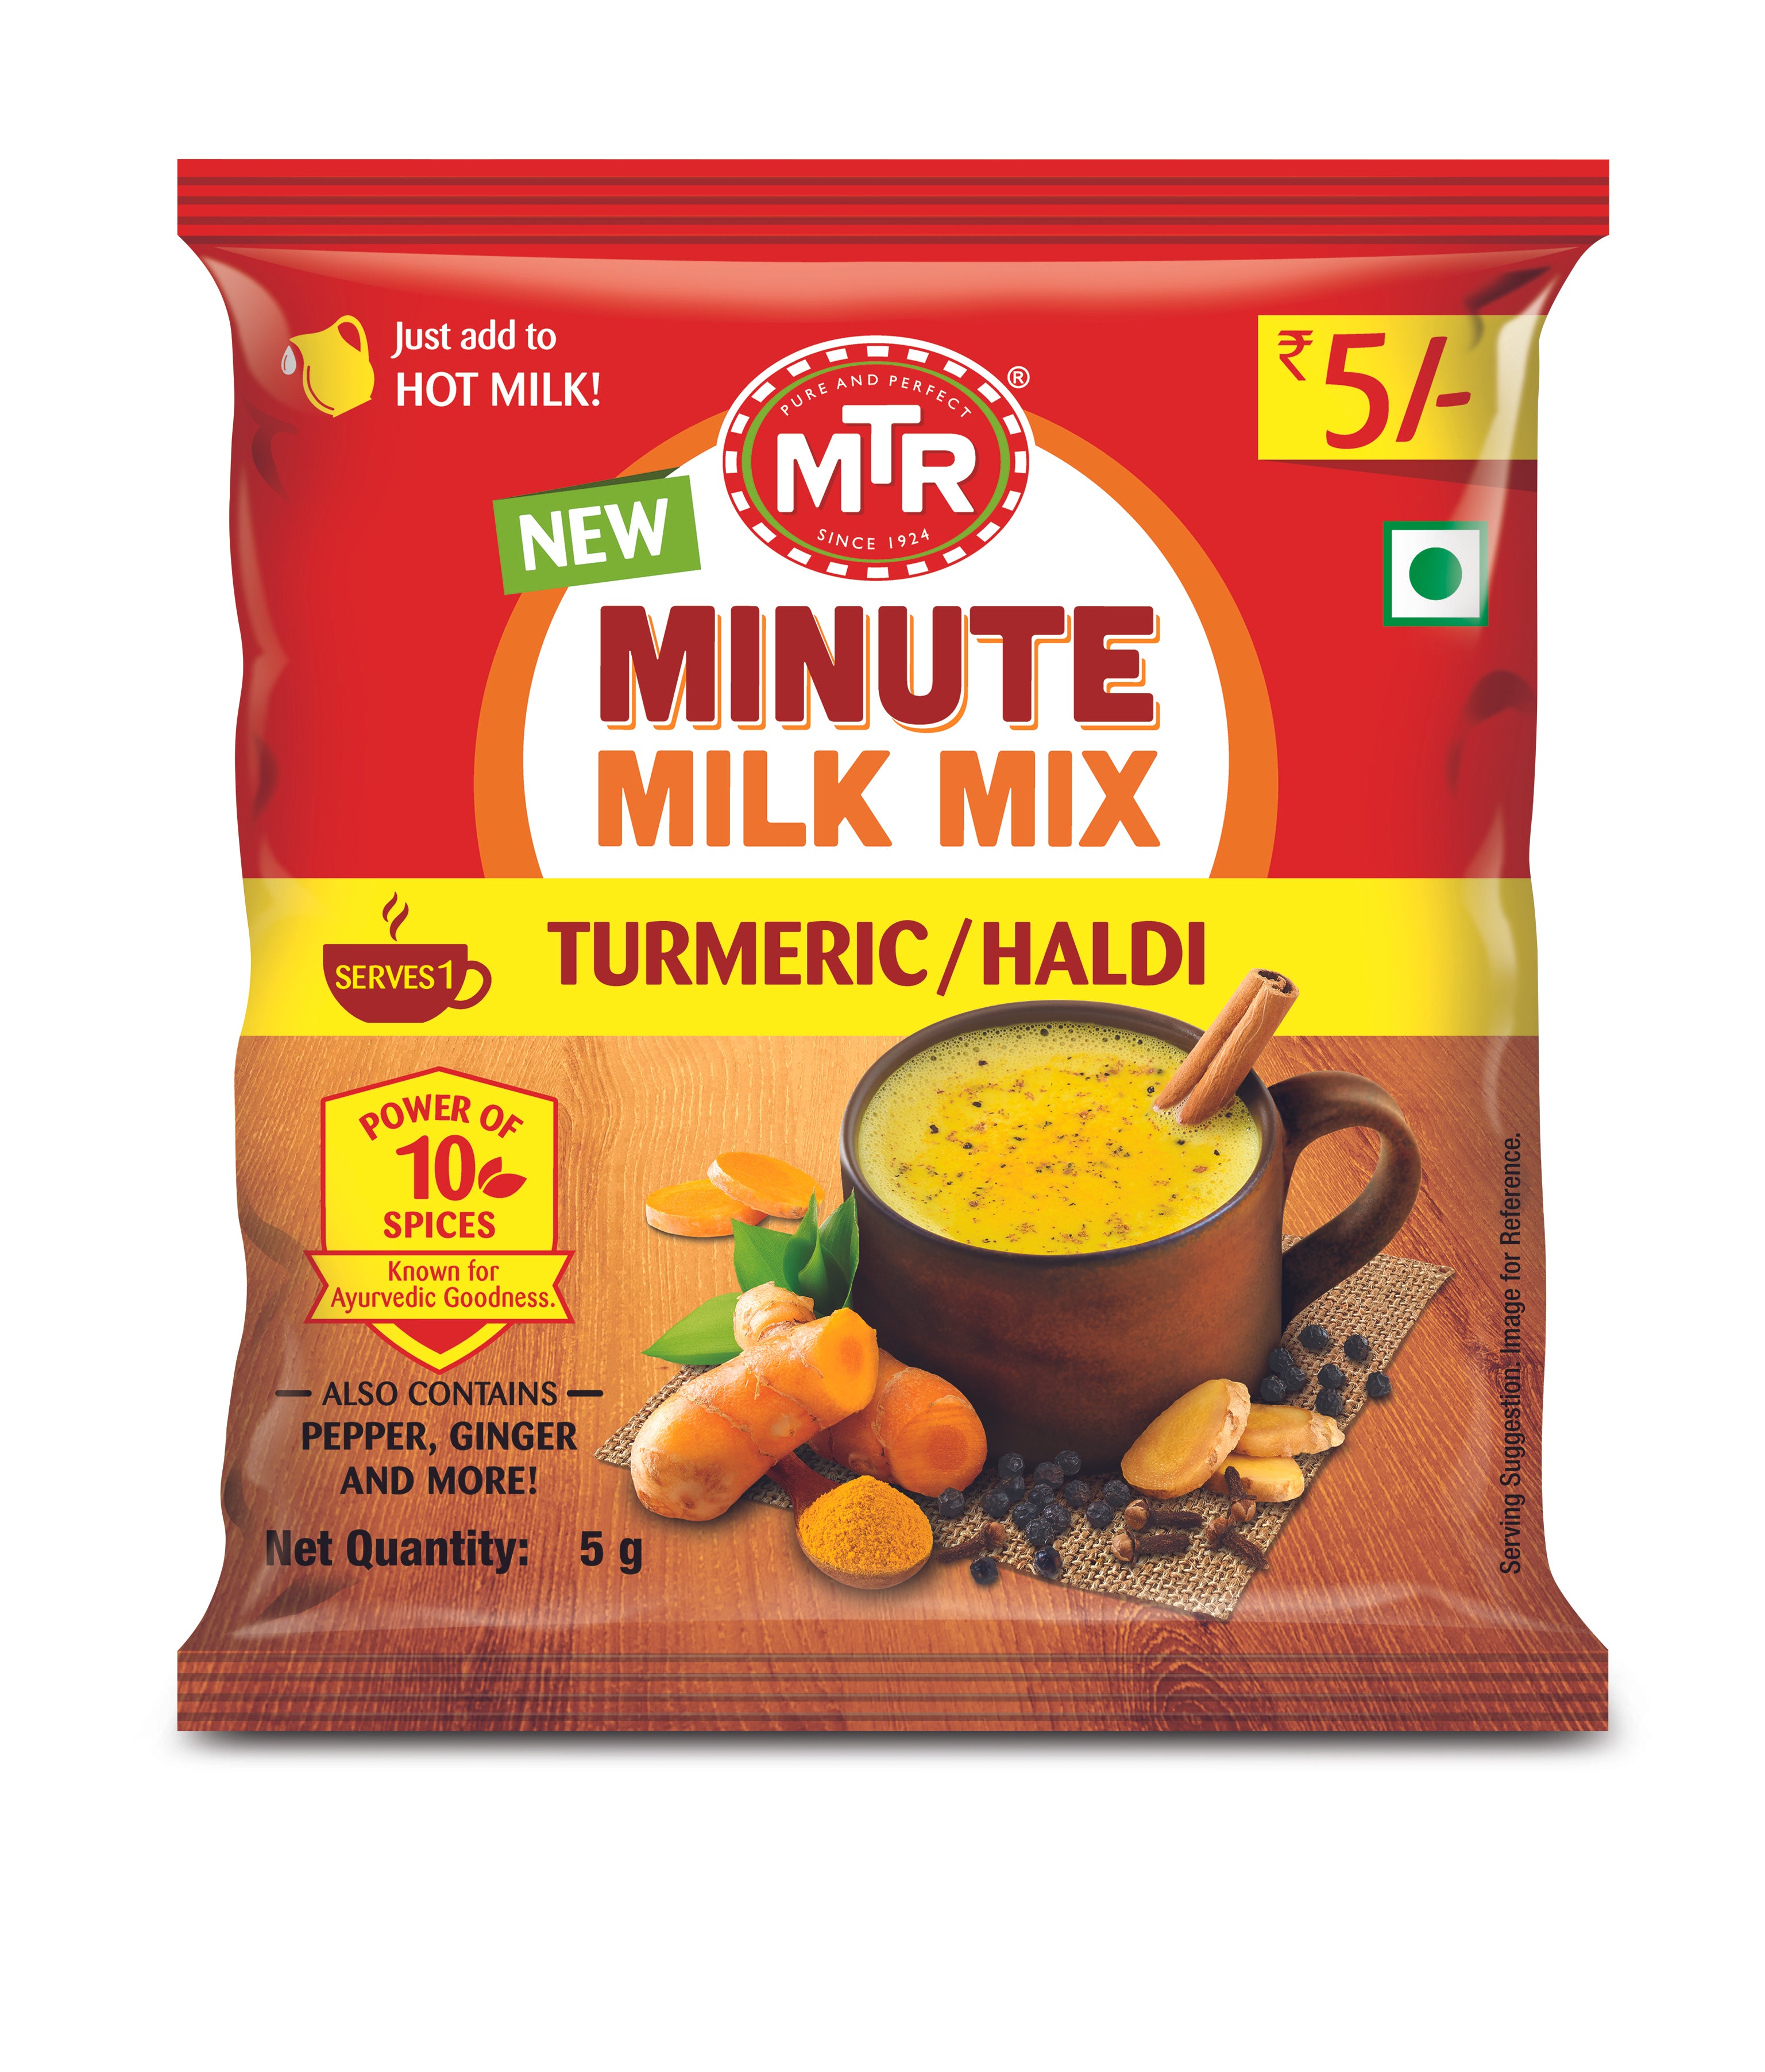 Just add to
HOT MILK!
₹5/-
PURE AND PERFECT
MTR
SINCE 1924
®
NEW
MINUTE
MILK MIX
SERVES 1
TURMERIC/HALDI
POWER OF
10
SPICES
Known for
Ayurvedic Goodness.
ALSO CONTAINS
PEPPER, GINGER
AND MORE!
Net Quantity: 5 g
Serving Suggestion. Image for Reference.